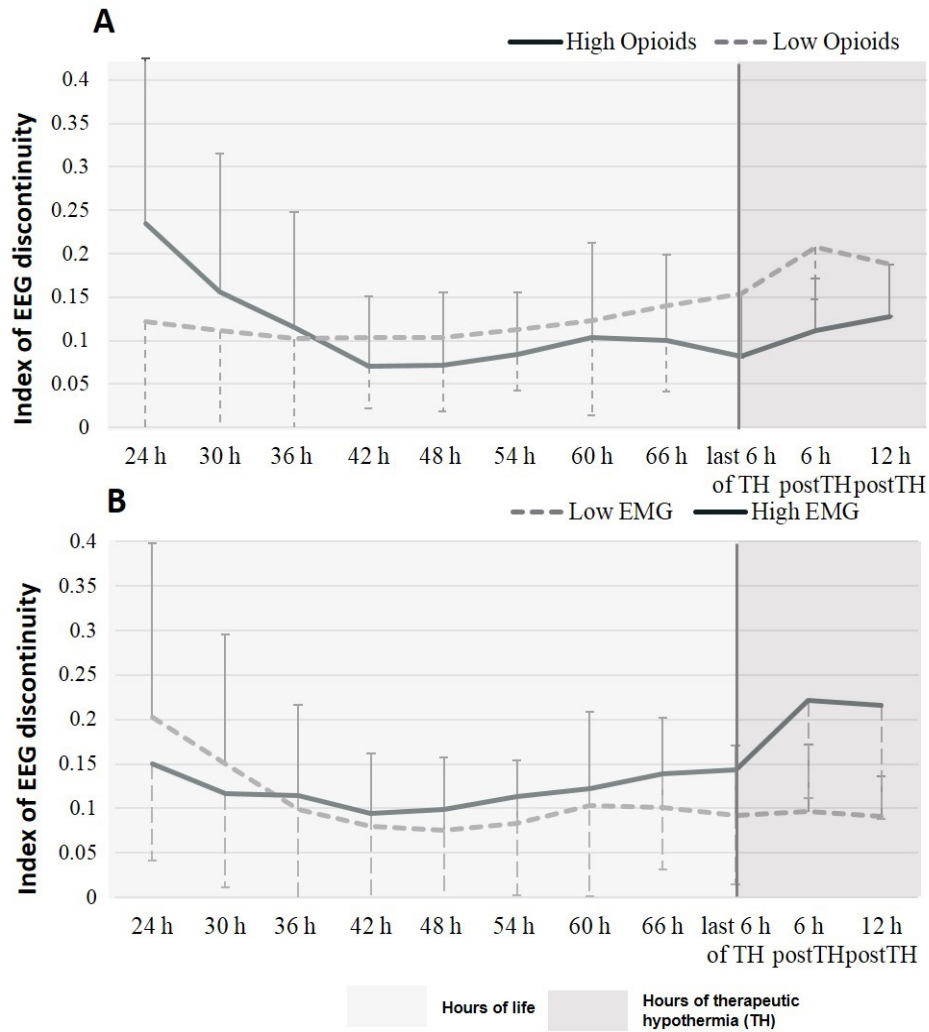 A
High Opioids Low Opioids
Index of EEG discontinuity
0.4
0.35
0.3
0.25
0.2
0.15
0.1
0.05
0
24 h 30 h 36 h 42 h 48 h 54 h 60 h 66 h last 6 h 6 h 12 h
of TH postTH postTH
B
Low EMG High EMG
Index of EEG discontinuity
0.4
0.35
0.3
0.25
0.2
0.15
0.1
0.05
0
24 h 30 h 36 h 42 h 48 h 54 h 60 h 66 h last 6 h 6 h 12 h
of TH postTH postTH
Hours of life
Hours of therapeutic
hypothermia (TH)